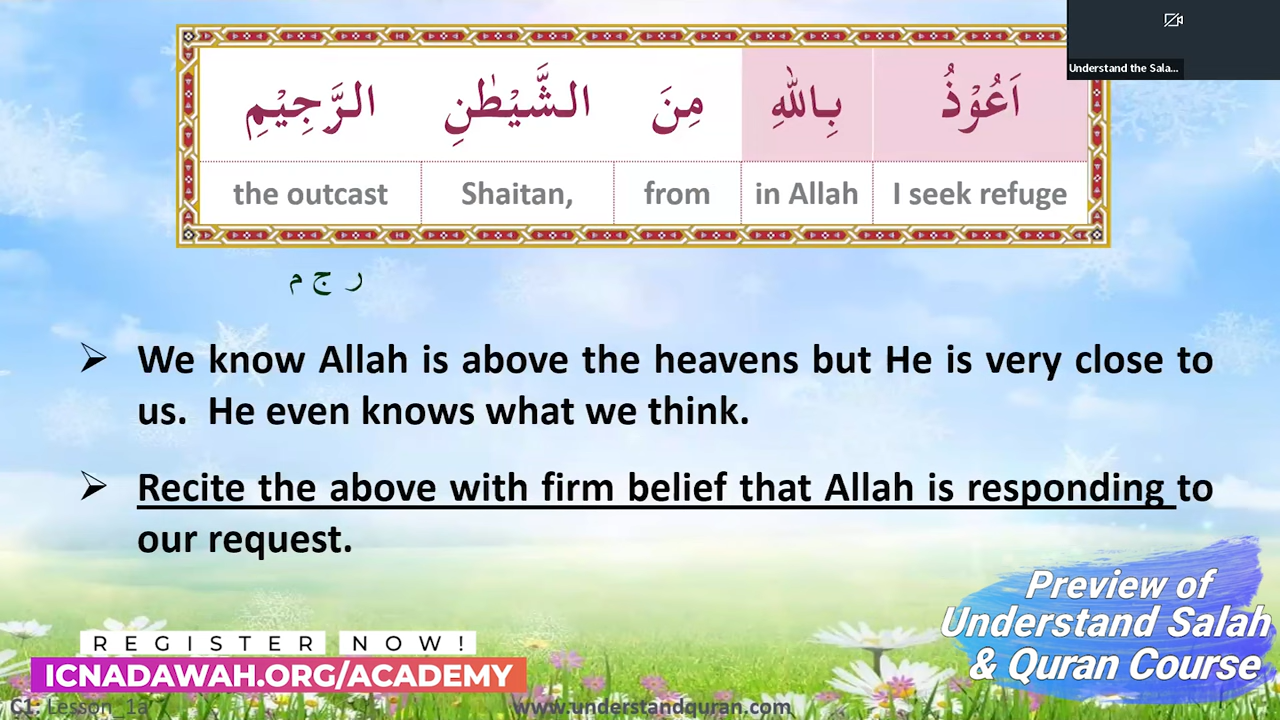 Understand the Sala...
اَعُوْذُ بِاللّٰهِ مِنَ الشَّيْطٰنِ الرَّجِيْمِ
the outcast Shaitan, from in Allah I seek refuge
ر ج م
We know Allah is above the heavens but He is very close to
us. He even knows what we think.
Recite the above with firm belief that Allah is responding to
our request.
Preview of
Understand Salah
& Quran Course
REGISTER NOW!
ICNADAWAH.ORG/ACADEMY
C1: Lesson_1a
www.understandquran.com